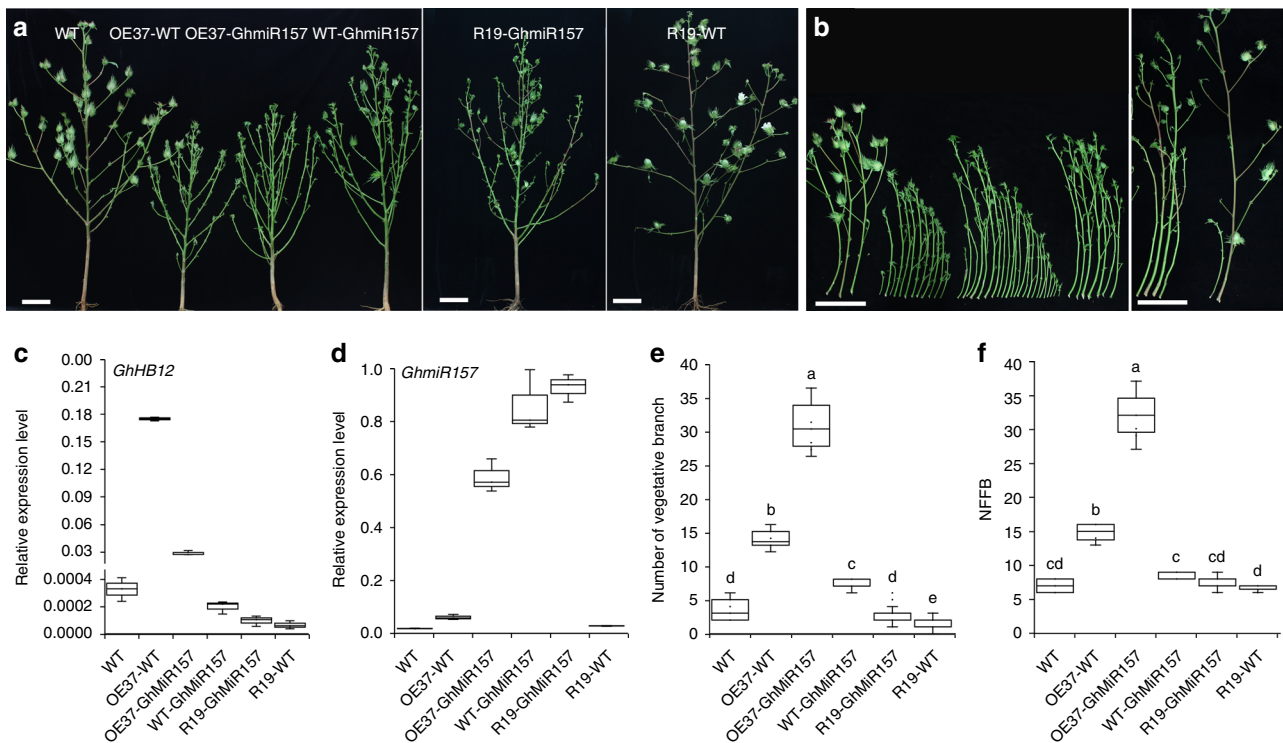 a
WT OE37-WT OE37-GhmiR157 WT-GhmiR157 R19-GhmiR157 R19-WT
b
c
GhHB12
Relative expression level
0.00
0.21
0.18
0.15
0.12
0.09
0.06
0.03
0.0004
0.0002
0.0000
WT
OE37-WT
OE37-GhMiR157
WT-GhMiR157
R19-GhMiR157
R19-WT
d
GhmiR157
Relative expression level
1.0
0.8
0.6
0.4
0.2
0.0
WT
OE37-WT
OE37-GhMiR157
WT-GhMiR157
R19-GhMiR157
R19-WT
e
Number of vegetative branch
40
35
30
25
20
15
10
5
0
d
b
a
c
d
e
WT
OE37-WT
OE37-GhMiR157
WT-GhMiR157
R19-GhMiR157
R19-WT
f
NFFB
40
35
30
25
20
15
10
5
0
cd
b
a
c
cd
d
WT
OE37-WT
OE37-GhMiR157
WT-GhMiR157
R19-GhMiR157
R19-WT